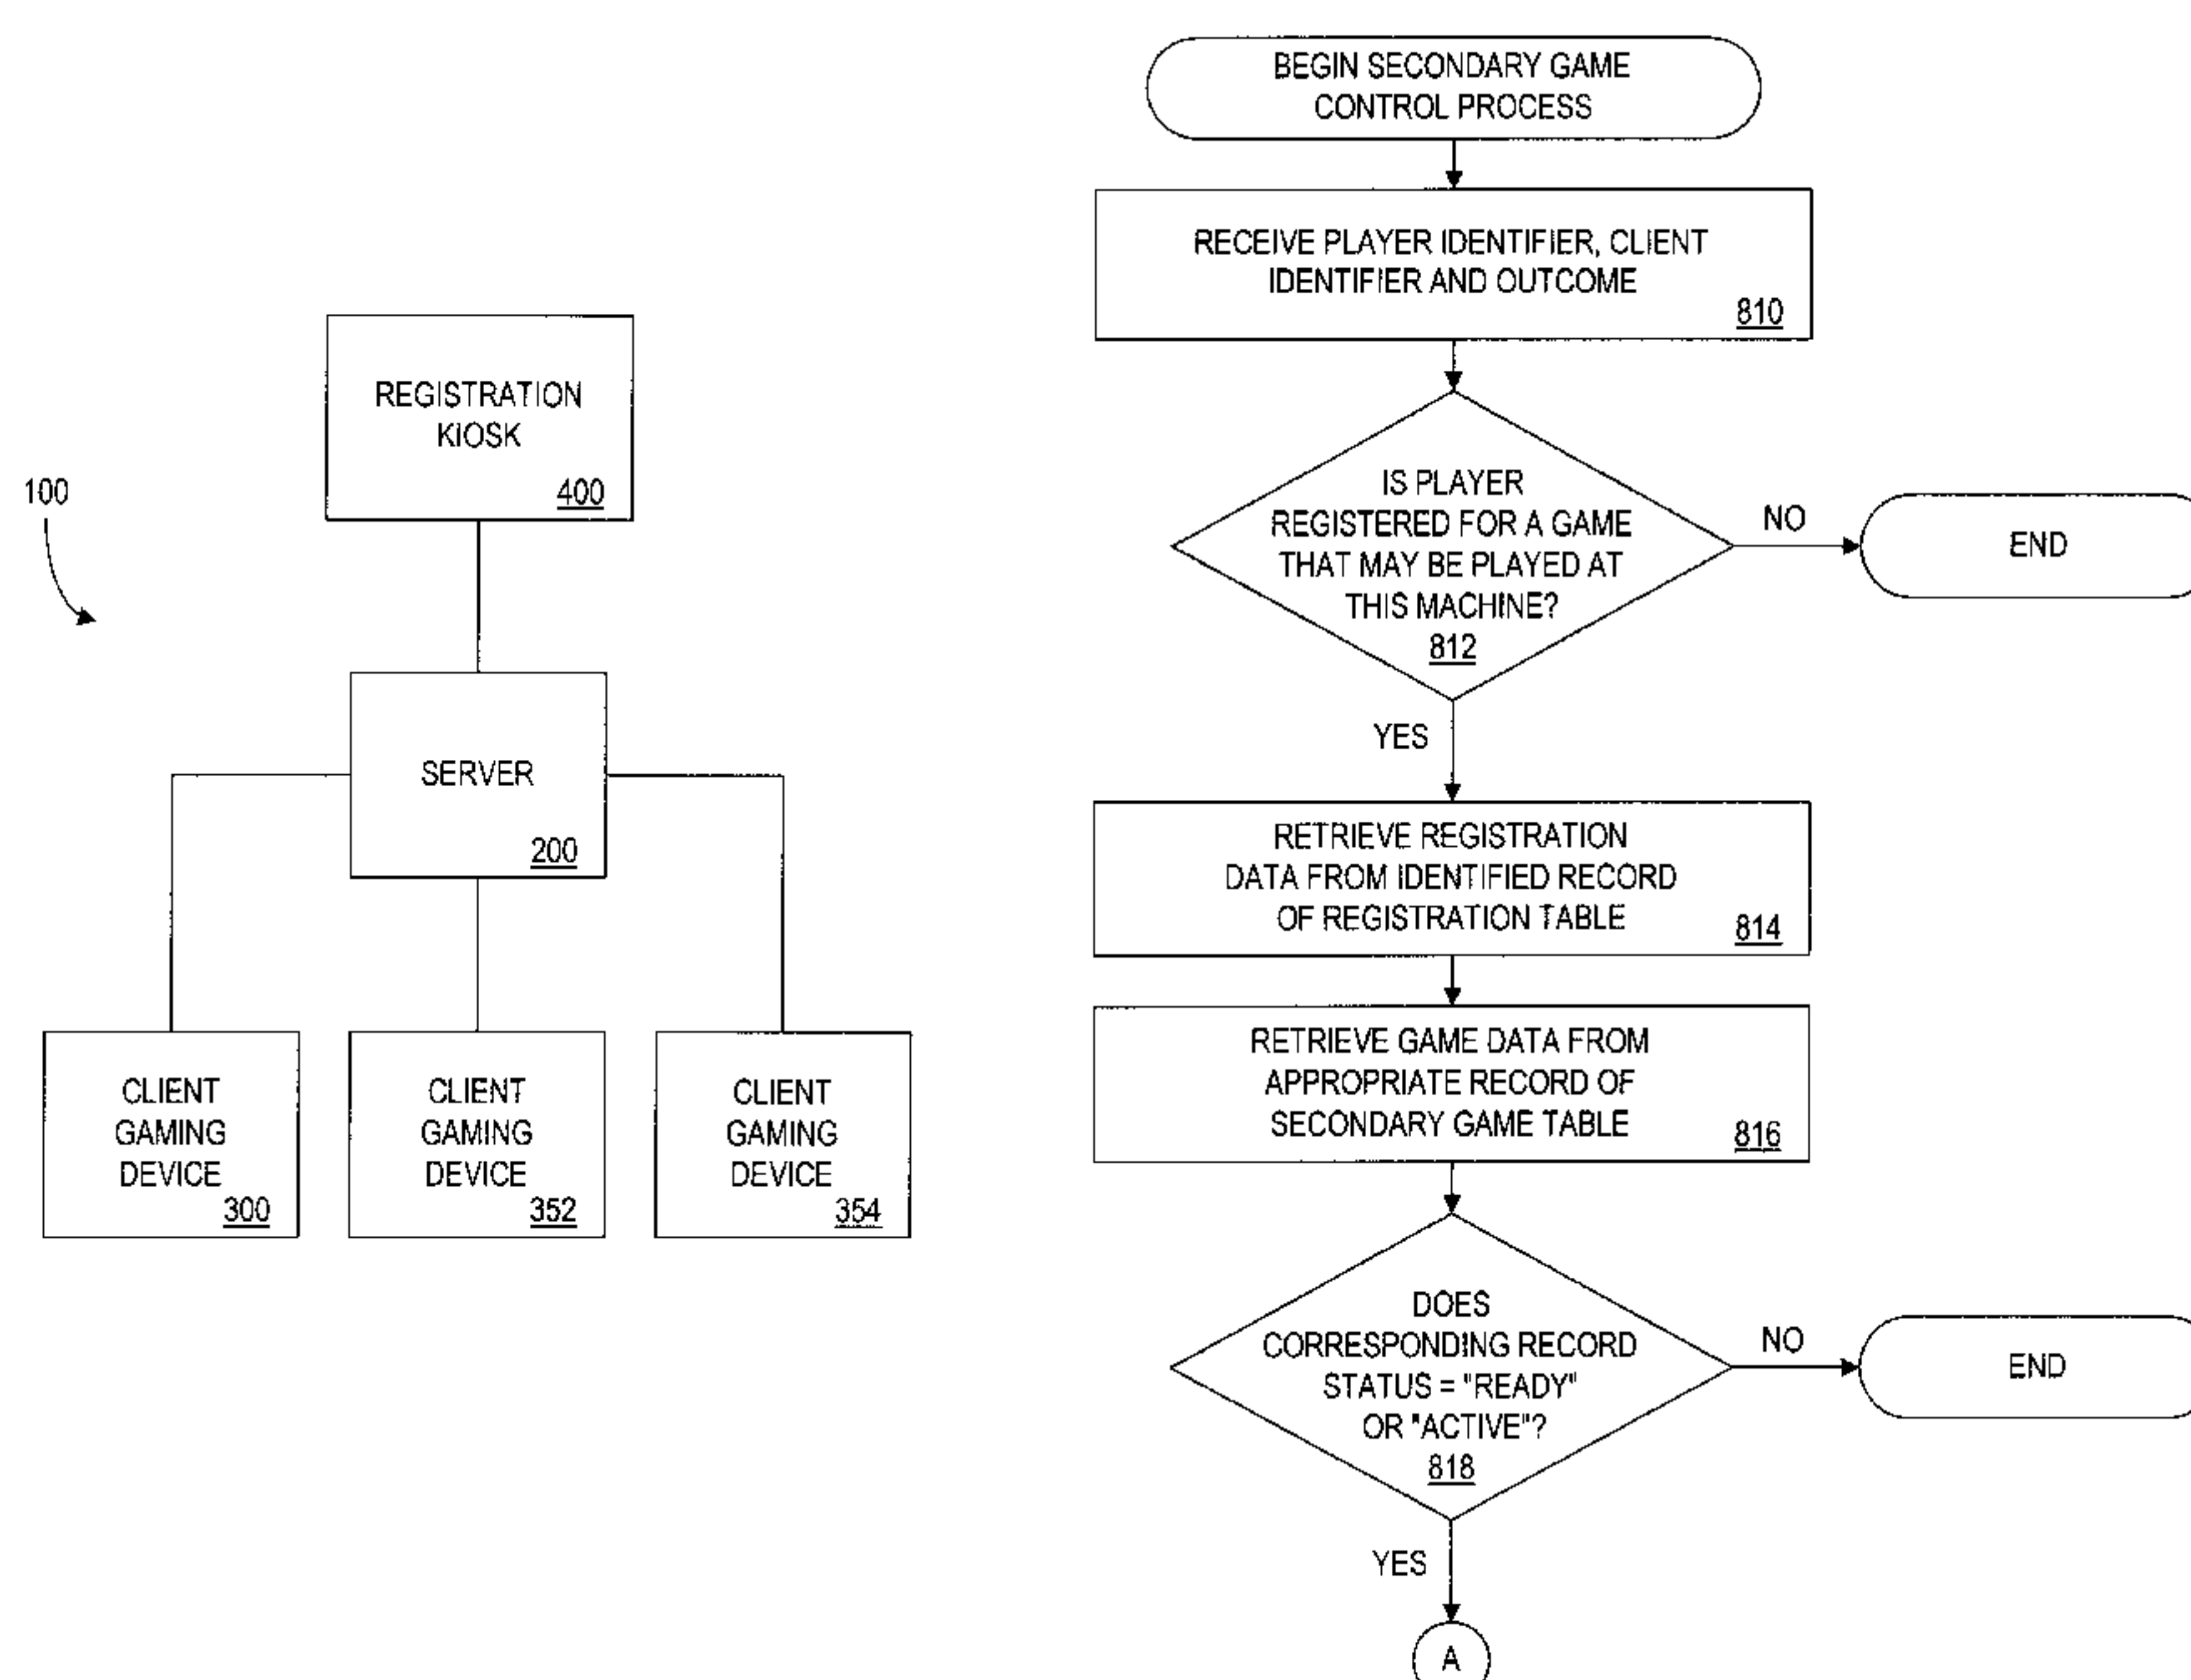 100
REGISTRATION
KIOSK
400
SERVER
200
CLIENT
GAMING
DEVICE
300
CLIENT
GAMING
DEVICE
352
CLIENT
GAMING
DEVICE
354
BEGIN SECONDARY GAME
CONTROL PROCESS
RECEIVE PLAYER IDENTIFIER, CLIENT
IDENTIFIER AND OUTCOME
810
IS PLAYER
REGISTERED FOR A GAME
THAT MAY BE PLAYED AT
THIS MACHINE?
812
NO
END
YES
RETRIEVE REGISTRATION
DATA FROM IDENTIFIED RECORD
OF REGISTRATION TABLE
814
RETRIEVE GAME DATA FROM
APPROPRIATE RECORD OF
SECONDARY GAME TABLE
816
DOES
CORRESPONDING RECORD
STATUS = "READY"
OR "ACTIVE"?
818
NO
END
YES
A